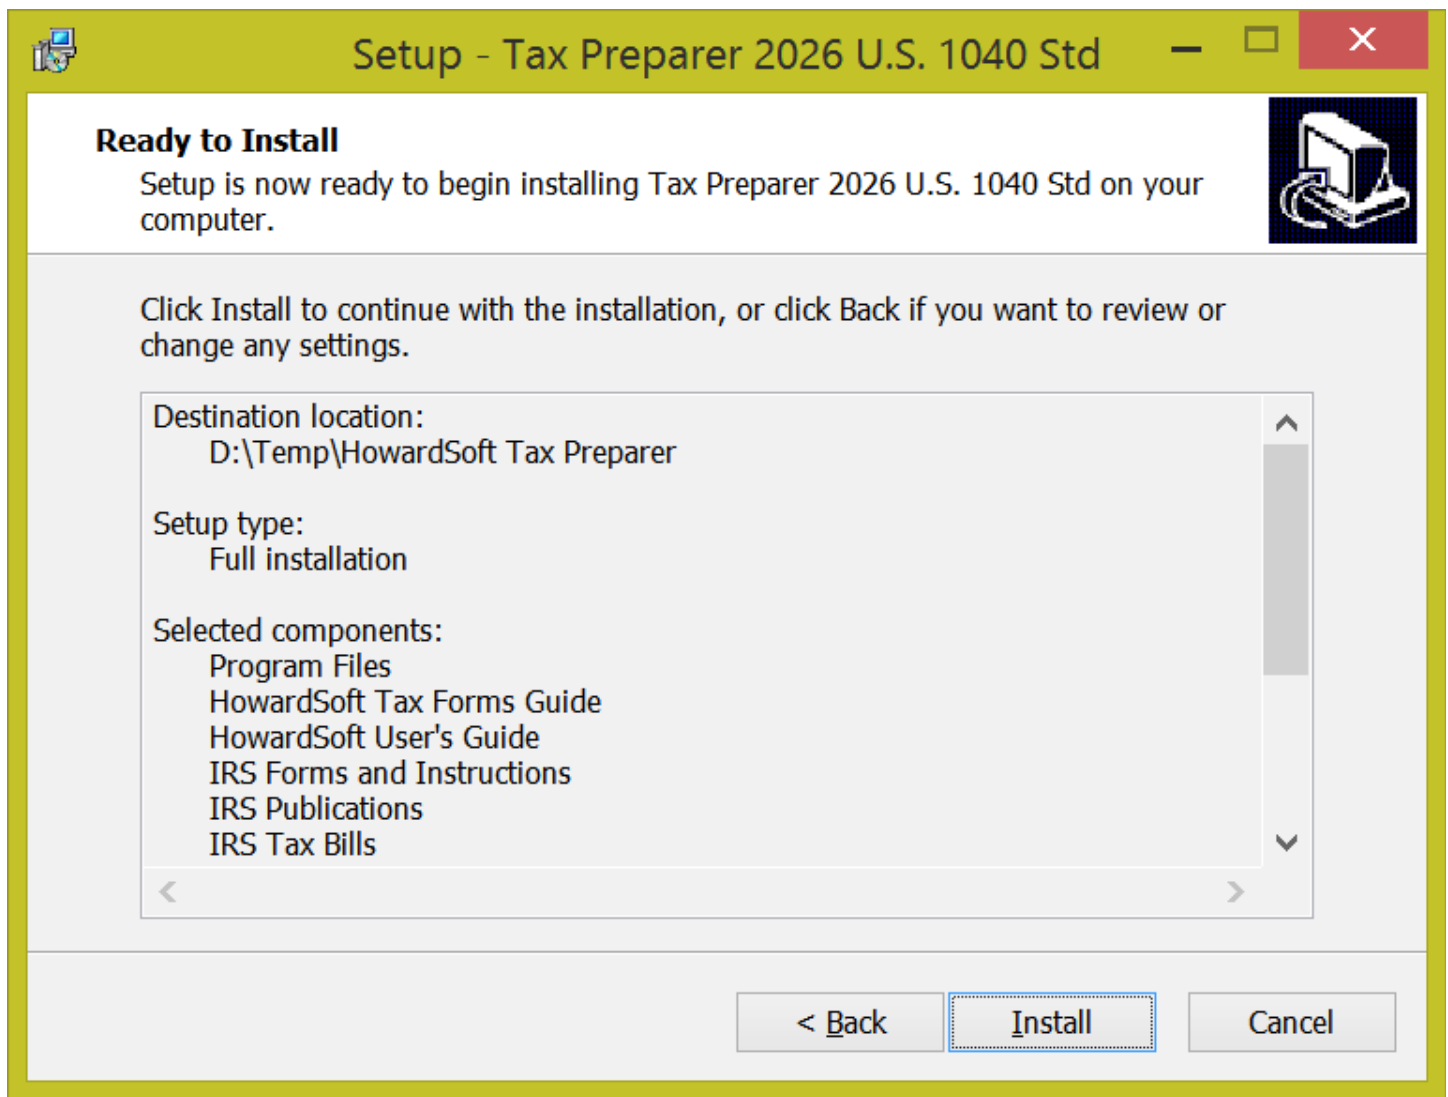 Setup - Tax Preparer 2026 U.S. 1040 Std
Ready to Install
Setup is now ready to begin installing Tax Preparer 2026 U.S. 1040 Std on your
computer.
Click Install to continue with the installation, or click Back if you want to review or
change any settings.
Destination location:
D:\Temp\HowardSoft Tax Preparer
Setup type:
Full installation
Selected components:
Program Files
HowardSoft Tax Forms Guide
HowardSoft User's Guide
IRS Forms and Instructions
IRS Publications
IRS Tax Bills
< Back
Install
Cancel